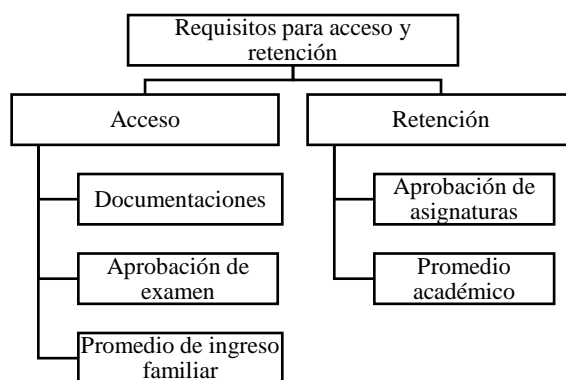 Requisitos para acceso y
retención
Acceso
Retención
Documentaciones
Aprobación de
examen
Promedio de ingreso
familiar
Aprobación de
asignaturas
Promedio
académico